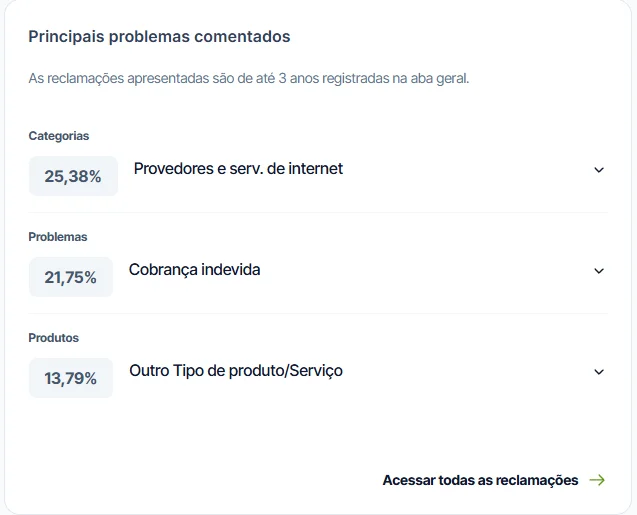 Principais problemas comentados
As reclamações apresentadas são de até 3 anos registradas na aba geral.
Categorias
25,38% Provedores e serv. de internet
Problemas
21,75% Cobrança indevida
Produtos
13,79% Outro Tipo de produto/Serviço
Acessar todas as reclamações